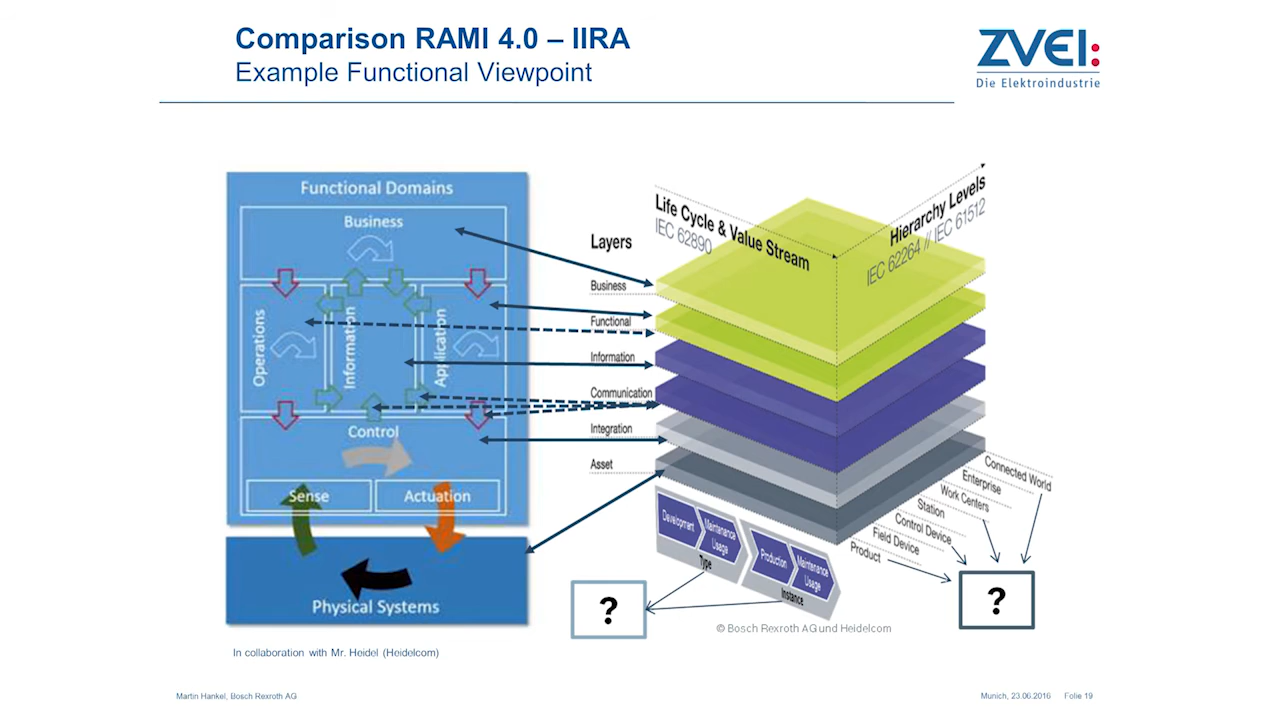 Comparison RAMI 4.0 – IIRA
Example Functional Viewpoint
ZVEI:
Die Elektroindustrie
Functional Domains
Business
Operations
Information
Application
Control
Sense
Actuation
Physical Systems
In collaboration with Mr. Heidel (Heidelcom)
Layers
Business
Functional
Information
Communication
Integration
Asset
Life Cycle & Value Stream
IEC 62890
Hierarchy Levels
IEC 62264 // IEC 61512
Connected World
Enterprise
Work Centers
Station
Control Device
Field Device
Product
Development
Maintenance
Usage
Production
Maintenance
Usage
Type
Instance
?
?
© Bosch Rexroth AG und Heidelcom
Martin Hankel, Bosch Rexroth AG
Munich, 23.06.2016 Folie 19